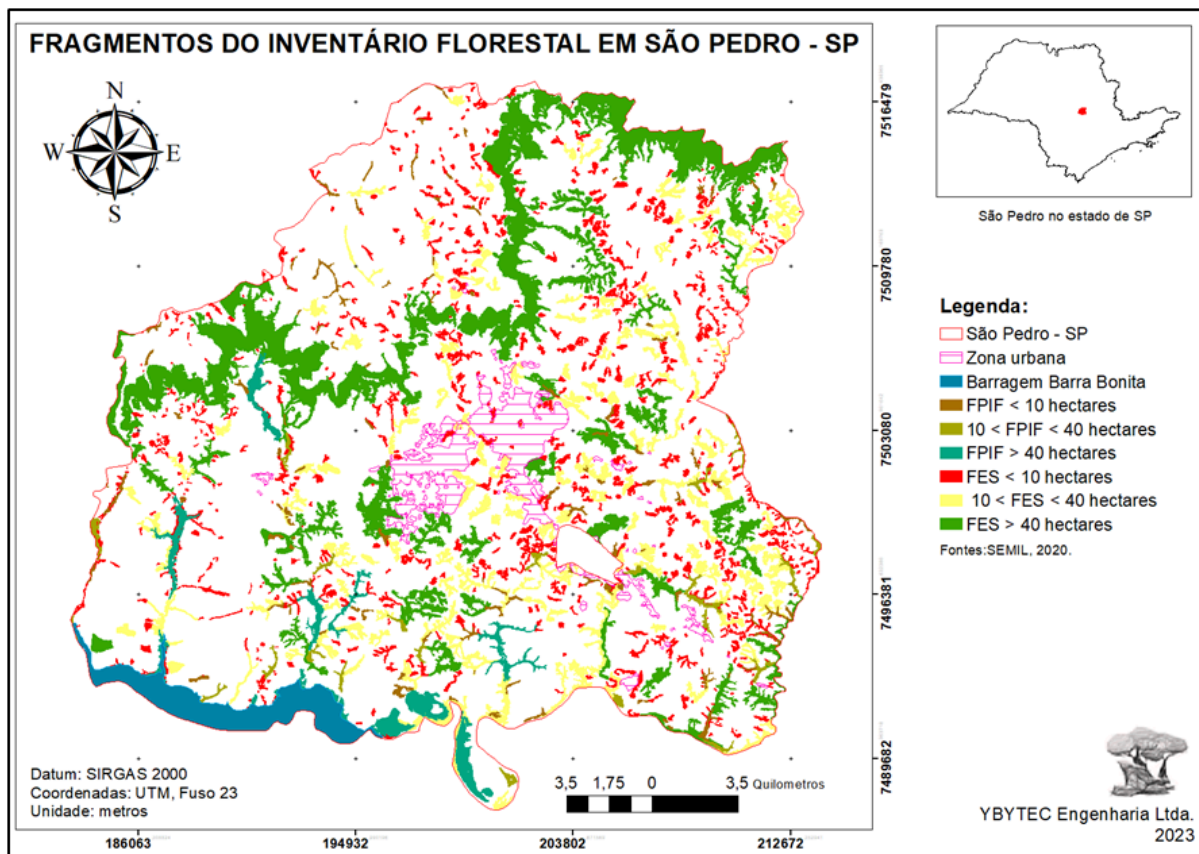 FRAGMENTOS DO INVENTÁRIO FLORESTAL EM SÃO PEDRO - SP
N
W
E
S
7516479
7509780
7503080
7496381
7489682
186063
194932
203802
212672
Datum: SIRGAS 2000
Coordenadas: UTM, Fuso 23
Unidade: metros
3,5 1,75 0 3,5 Quilometros
São Pedro no estado de SP
Legenda:
São Pedro - SP
Zona urbana
Barragem Barra Bonita
FPIF < 10 hectares
10 < FPIF < 40 hectares
FPIF > 40 hectares
FES < 10 hectares
10 < FES < 40 hectares
FES > 40 hectares
Fontes:SEMIL, 2020.
YBYTEC Engenharia Ltda.
2023